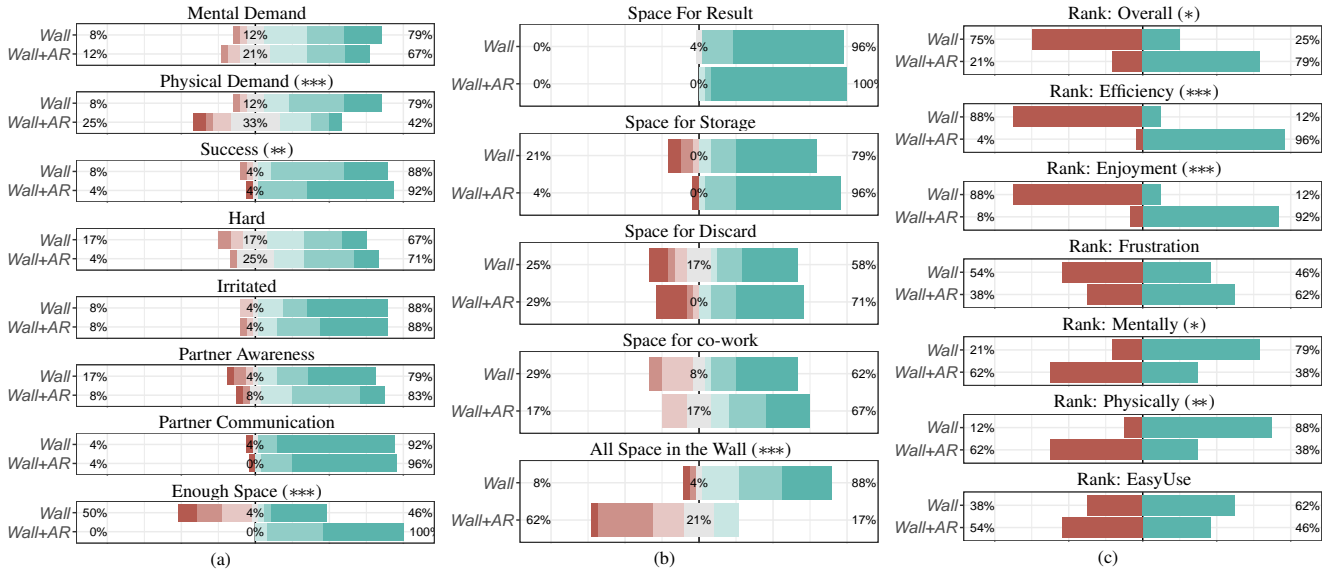 Mental Demand
Wall 8% 12% 79%
Wall+AR 12% 21% 67%
Physical Demand (***)
Wall 8% 12% 79%
Wall+AR 25% 33% 42%
Success (**)
Wall 8% 4% 88%
Wall+AR 4% 4% 92%
Hard
Wall 17% 17% 67%
Wall+AR 4% 25% 71%
Irritated
Wall 8% 4% 88%
Wall+AR 8% 4% 88%
Partner Awareness
Wall 17% 4% 79%
Wall+AR 8% 8% 83%
Partner Communication
Wall 4% 4% 92%
Wall+AR 4% 0% 96%
Enough Space (***)
Wall 50% 4% 46%
Wall+AR 0% 0% 100%
(a)
Space For Result
Wall 0% 4% 96%
Wall+AR 0% 0% 100%
Space for Storage
Wall 21% 0% 79%
Wall+AR 4% 0% 96%
Space for Discard
Wall 25% 17% 58%
Wall+AR 29% 0% 71%
Space for co-work
Wall 29% 8% 62%
Wall+AR 17% 17% 67%
All Space in the Wall (***)
Wall 8% 4% 88%
Wall+AR 62% 21% 17%
(b)
Rank: Overall (*)
Wall 75% 25%
Wall+AR 21% 79%
Rank: Efficiency (***)
Wall 88% 12%
Wall+AR 4% 96%
Rank: Enjoyment (***)
Wall 88% 12%
Wall+AR 8% 92%
Rank: Frustration
Wall 54% 46%
Wall+AR 38% 62%
Rank: Mentally (*)
Wall 21% 79%
Wall+AR 62% 38%
Rank: Physically (**)
Wall 12% 88%
Wall+AR 62% 38%
Rank: EasyUse
Wall 38% 62%
Wall+AR 54% 46%
(c)